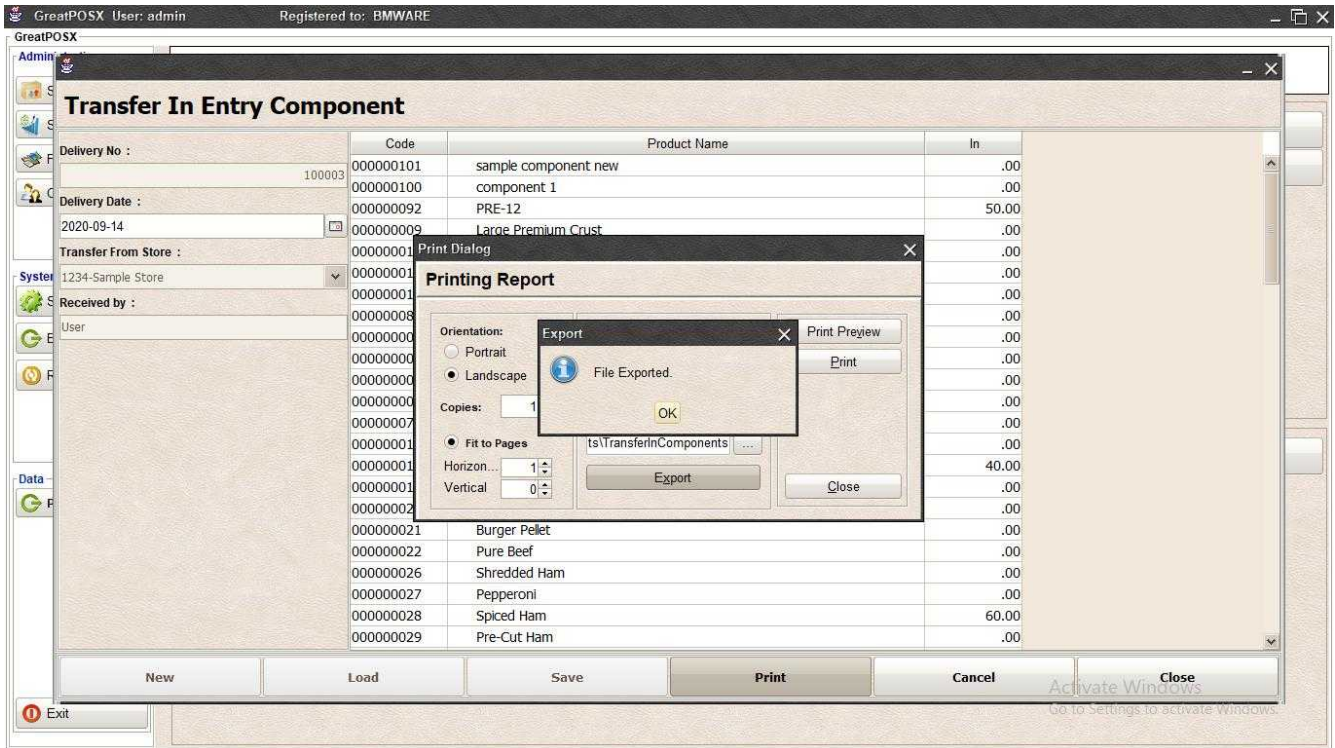 GreatPOSX User: admin Registered to: BMWARE
GreatPOSX
Transfer In Entry Component
Delivery No :
100003
Delivery Date :
2020-09-14
Transfer From Store :
1234-Sample Store
Received by :
User
Code Product Name In
000000101 sample component new .00
000000100 component 1 .00
000000092 PRE-12 50.00
000000009 Large Premium Crust .00
.00
.00
.00
.00
.00
.00
.00
.00
.00
.00
40.00
.00
.00
000000021 Burger Pellet .00
000000022 Pure Beef .00
000000026 Shredded Ham .00
000000027 Pepperoni .00
000000028 Spiced Ham 60.00
000000029 Pre-Cut Ham .00
Print Dialog
Printing Report
Orientation:
Portrait
Landscape
Copies: 1
Fit to Pages
Horizon... 1
Vertical 0
Export
File Exported.
OK
ts\TransferInComponents ...
Export
Print Preview
Print
Close
New Load Save Print Cancel Close
System
Data
Exit
Activate Windows
Go to Settings to activate Windows.